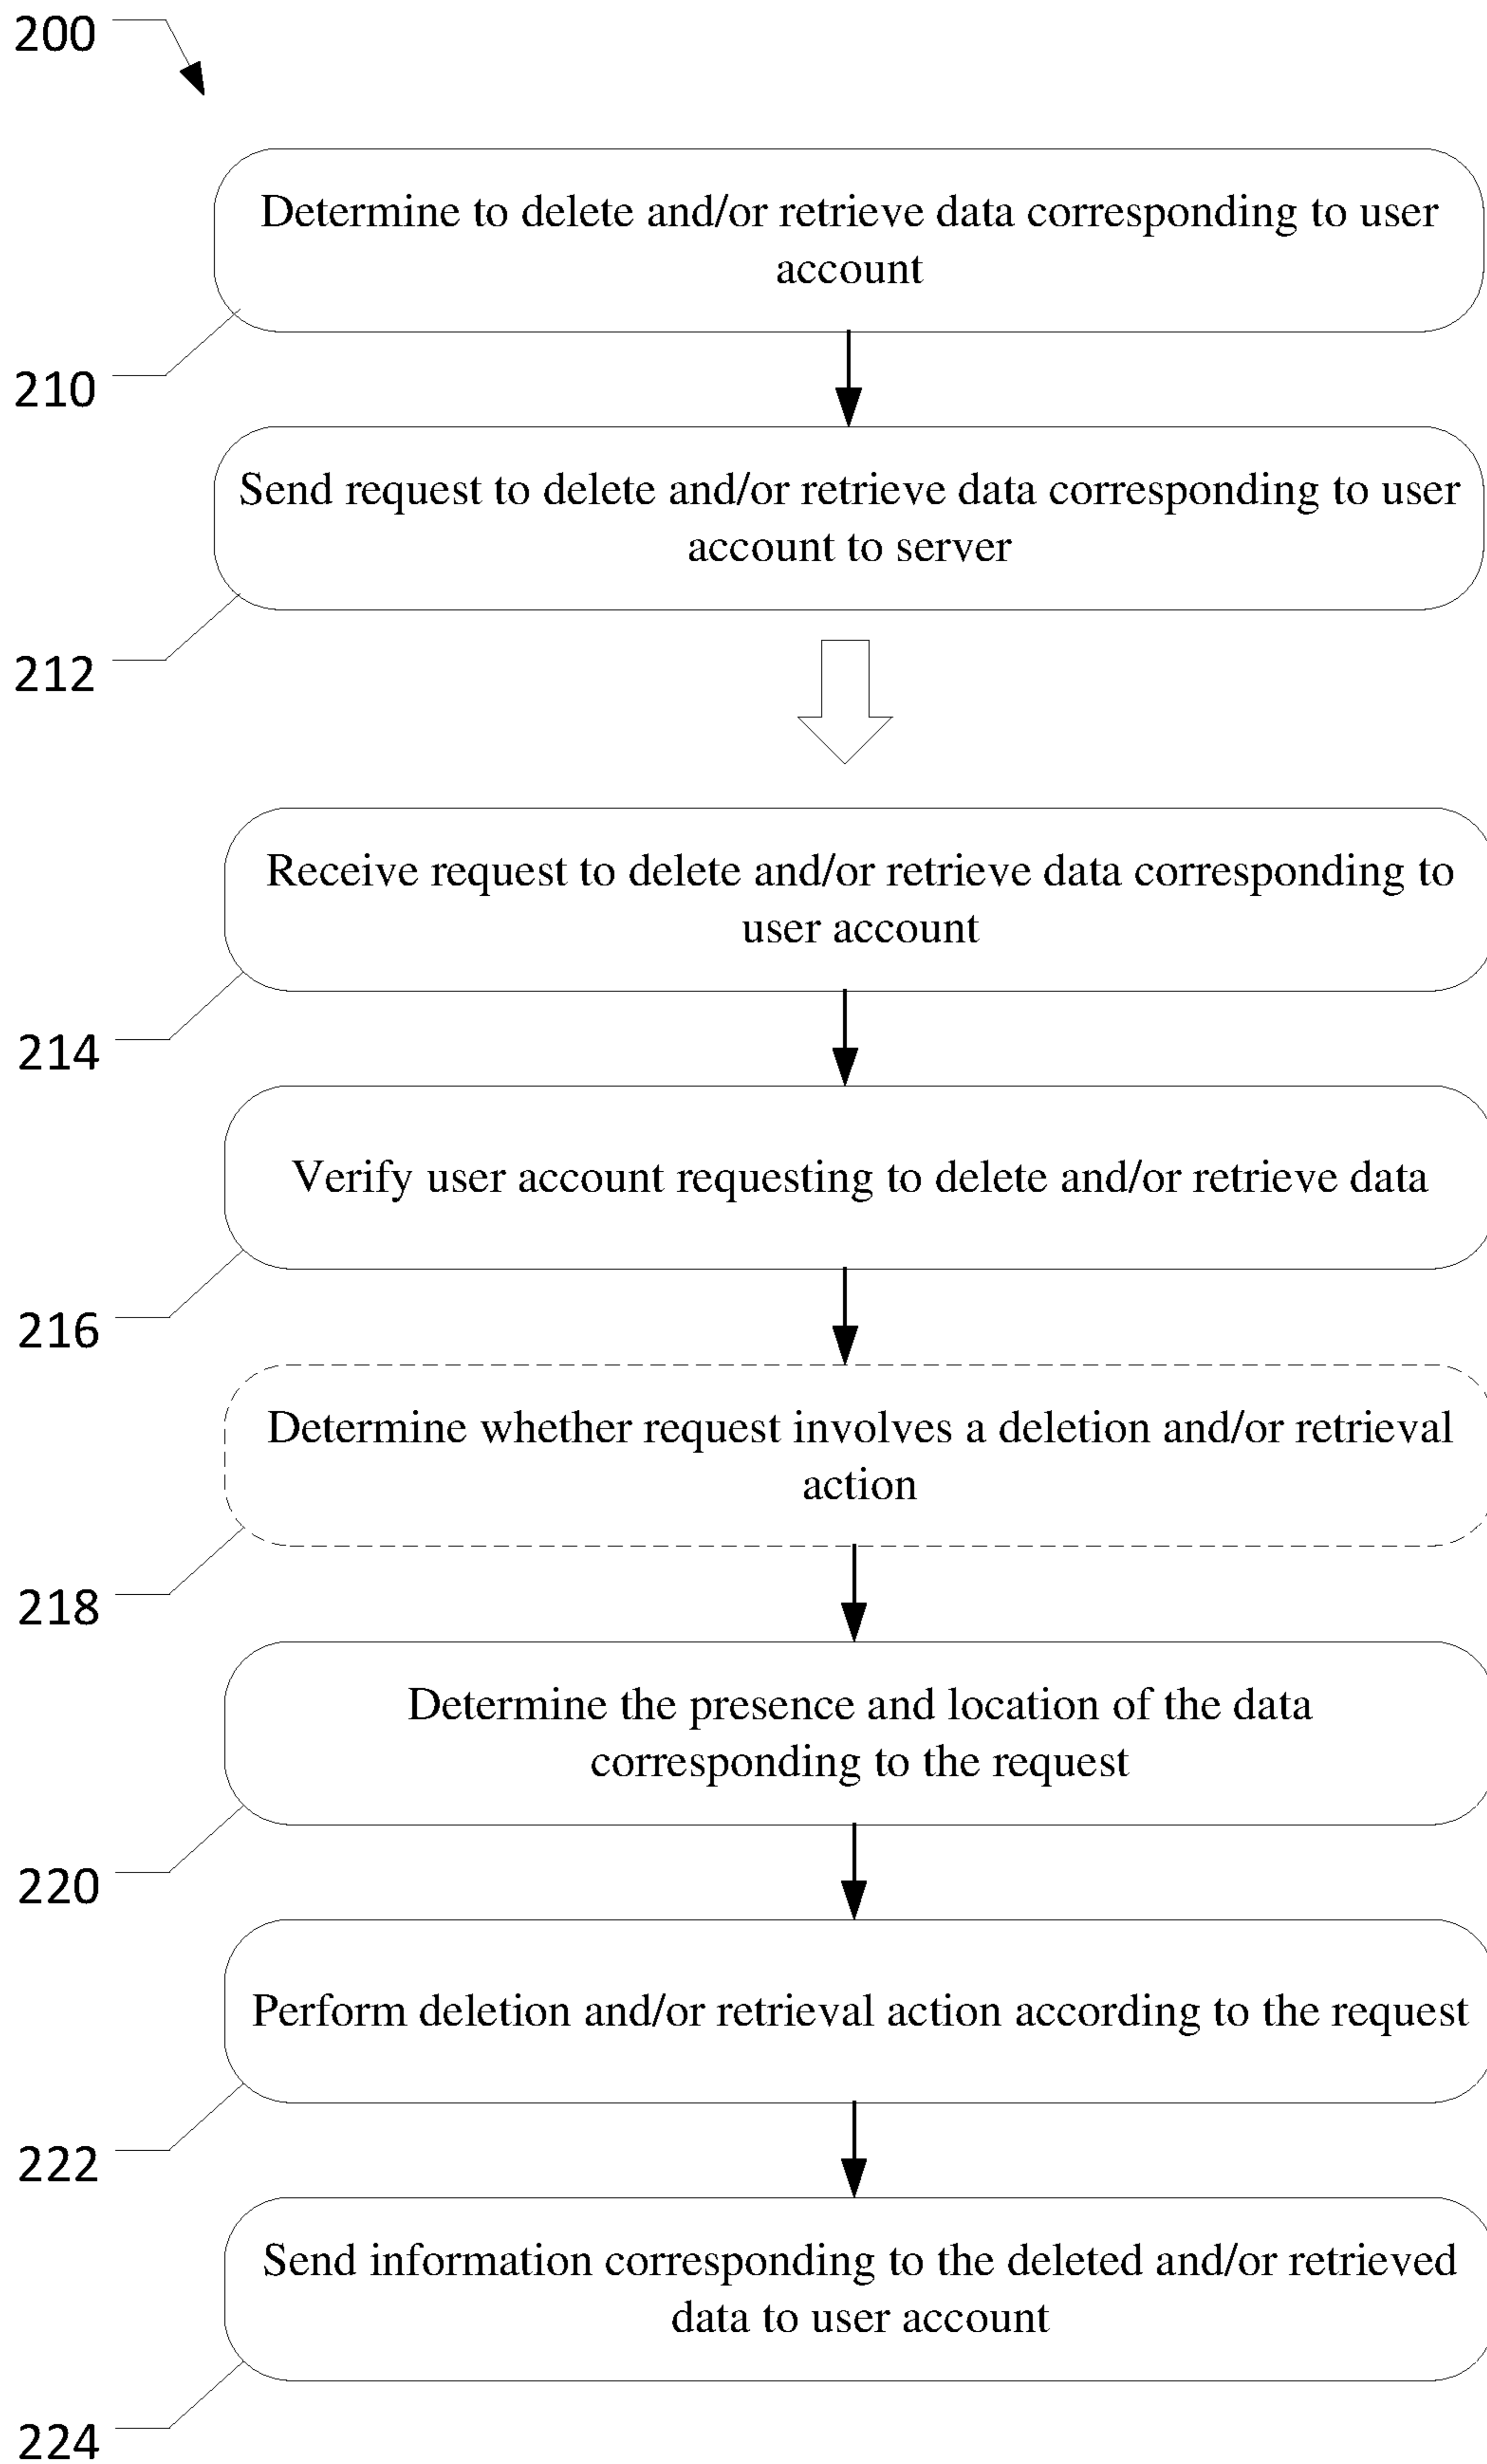 200
Determine to delete and/or retrieve data corresponding to user
account
210
Send request to delete and/or retrieve data corresponding to user
account to server
212
Receive request to delete and/or retrieve data corresponding to
user account
214
Verify user account requesting to delete and/or retrieve data
216
Determine whether request involves a deletion and/or retrieval
action
218
Determine the presence and location of the data
corresponding to the request
220
Perform deletion and/or retrieval action according to the request
222
Send information corresponding to the deleted and/or retrieved
data to user account
224